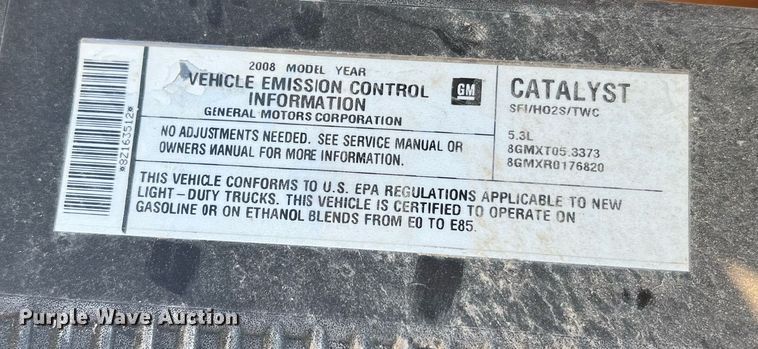 2008 MODEL YEAR
VEHICLE EMISSION CONTROL
INFORMATION
GENERAL MOTORS CORPORATION
GM
CATALYST
SFI/HO2S/TWC
5.3L
8GMXT05.3373
8GMXR0176820
NO ADJUSTMENTS NEEDED. SEE SERVICE MANUAL OR
OWNERS MANUAL FOR MORE INFORMATION.
THIS VEHICLE CONFORMS TO U.S. EPA REGULATIONS APPLICABLE TO NEW
LIGHT-DUTY TRUCKS. THIS VEHICLE IS CERTIFIED TO OPERATE ON
GASOLINE OR ON ETHANOL BLENDS FROM E0 TO E85.
*8Z163512*
Purple Wave Auction